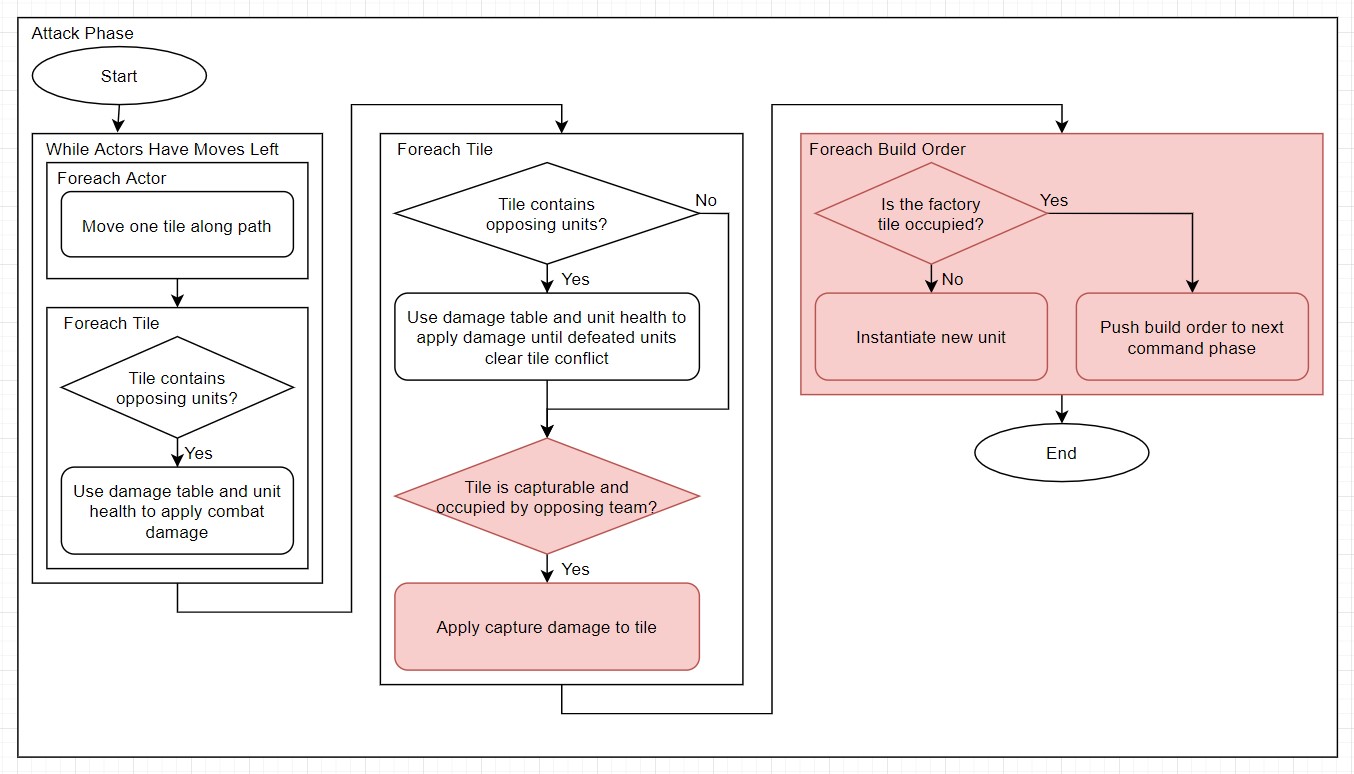 Attack Phase
Start
While Actors Have Moves Left
Foreach Actor
Move one tile along path
Foreach Tile
Tile contains
opposing units?
Yes
Use damage table and unit
health to apply combat
damage
Foreach Tile
Tile contains
opposing units?
No
Yes
Use damage table and unit health to
apply damage until defeated units
clear tile conflict
Tile is capturable and
occupied by opposing team?
Yes
Apply capture damage to tile
Foreach Build Order
Is the factory
tile occupied?
Yes
No
Instantiate new unit
Push build order to next
command phase
End